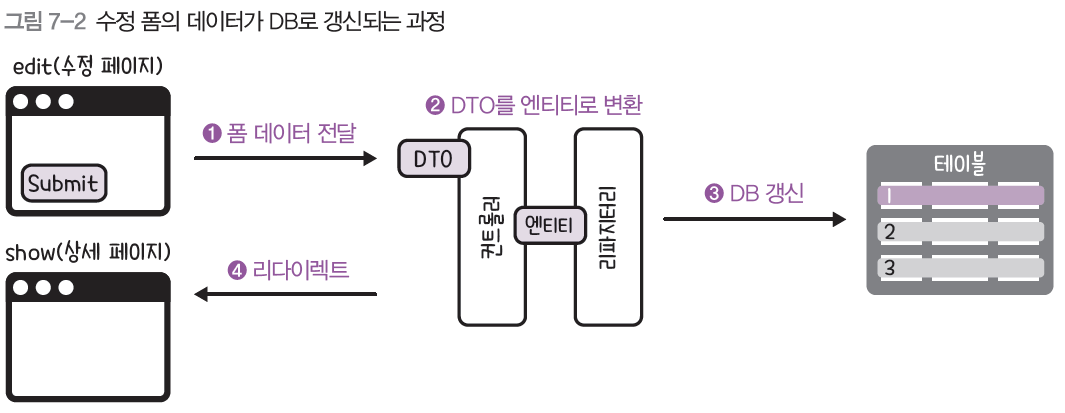 그림 7-2 수정 폼의 데이터가 DB로 갱신되는 과정
edit(수정 페이지)
Submit
❶ 폼 데이터 전달
❷ DTO를 엔티티로 변환
DTO
컨트롤러
엔티티
리파지터리
❸ DB 갱신
테이블
1
2
3
show(상세 페이지)
❹ 리다이렉트